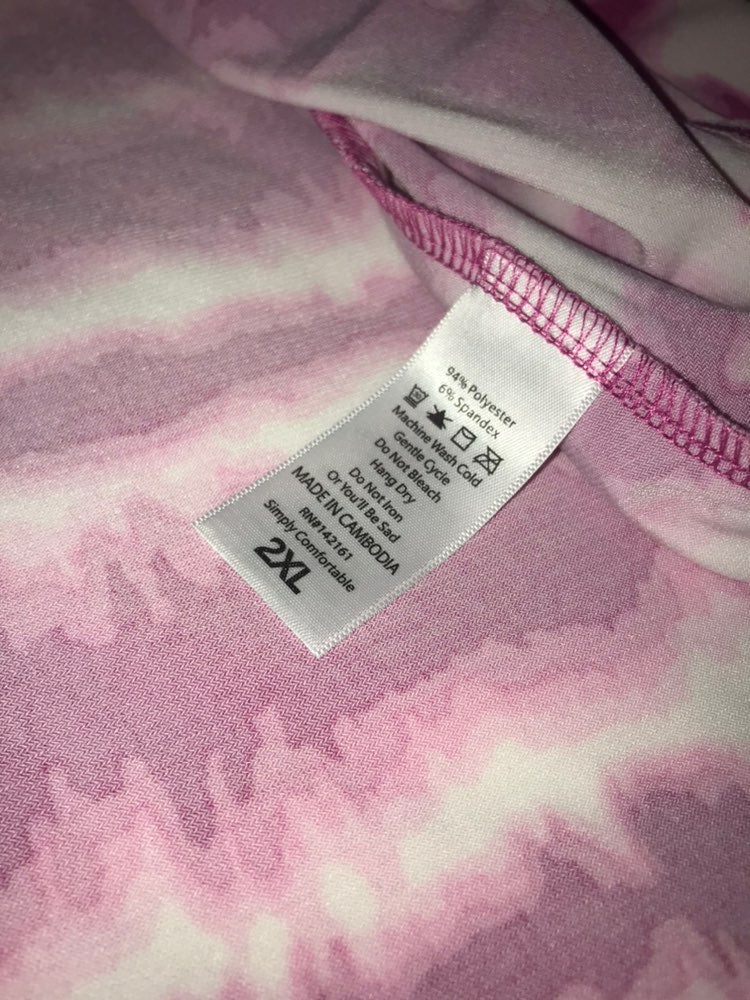 94% Polyester
6% Spandex
Machine Wash Cold
Gentle Cycle
Do Not Bleach
Hang Dry
Do Not Iron
Or You'll Be Sad
MADE IN CAMBODIA
RN#142161
Simply Comfortable
2XL